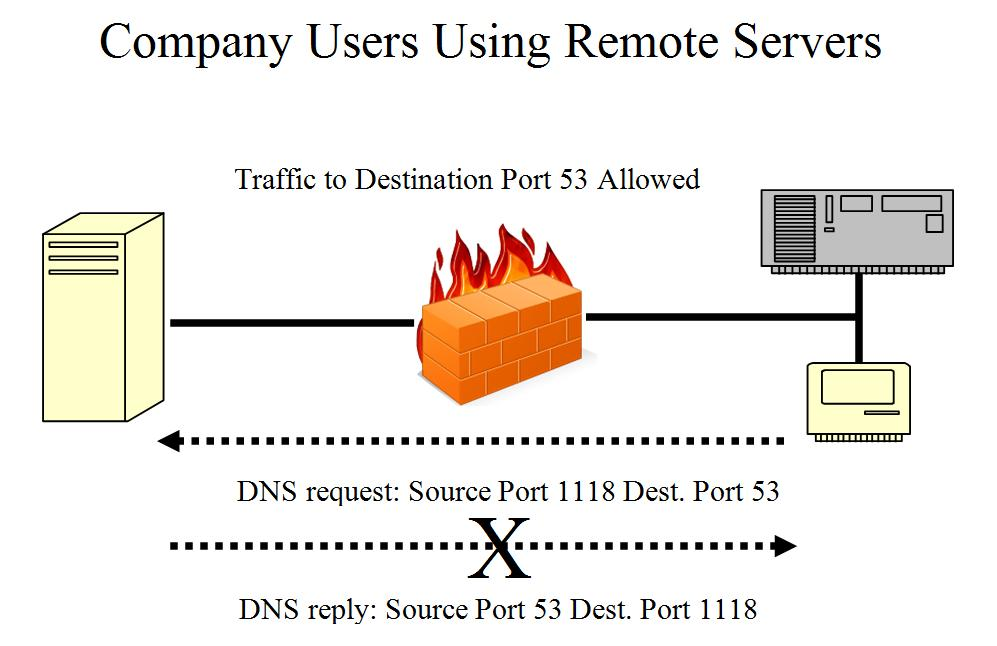 Company Users Using Remote Servers
Traffic to Destination Port 53 Allowed
DNS request: Source Port 1118 Dest. Port 53
X
DNS reply: Source Port 53 Dest. Port 1118